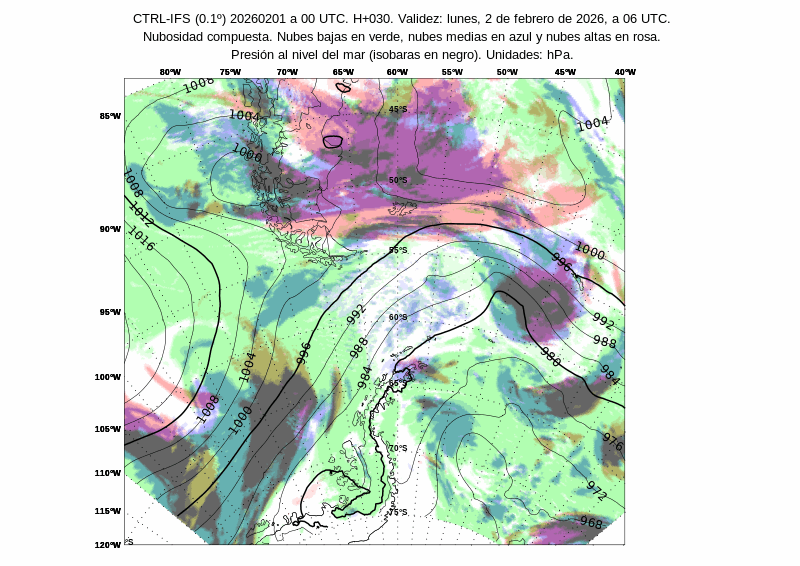 CTRL-IFS (0.1º) 20260201 a 00 UTC. H+030. Validez: lunes, 2 de febrero de 2026, a 06 UTC.
Nubosidad compuesta. Nubes bajas en verde, nubes medias en azul y nubes altas en rosa.
Presión al nivel del mar (isobaras en negro). Unidades: hPa.
80ºW 75ºW 70ºW 65ºW 60ºW 55ºW 50ºW 45ºW 40ºW
1008
45ºS
85ºW 1004 1004
1000
50ºS
1008
1012
90ºW
1016
55ºS 1000
996
95ºW 992 60ºS 992
988 988
996 980
1004 984 65ºS 984
100ºW
1008
1000
105ºW
976
70ºS
110ºW
972
115ºW 75ºS
968
120ºW ºS